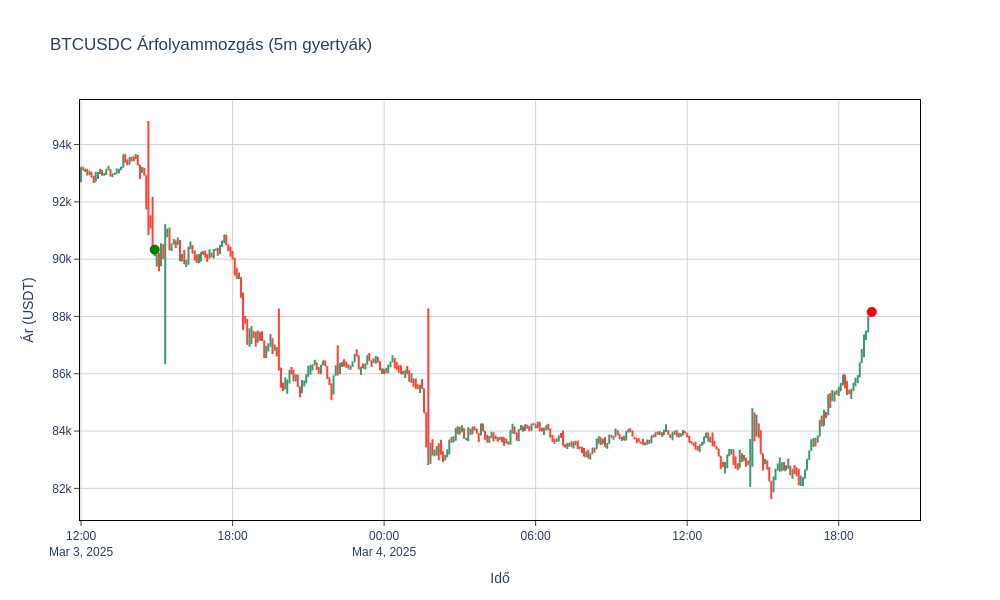 BTCUSDC Árfolyammozgás (5m gyertyák)
94k
92k
90k
88k
86k
84k
82k
Ár (USDT)
12:00
Mar 3, 2025
18:00
00:00
Mar 4, 2025
06:00
12:00
18:00
Idő